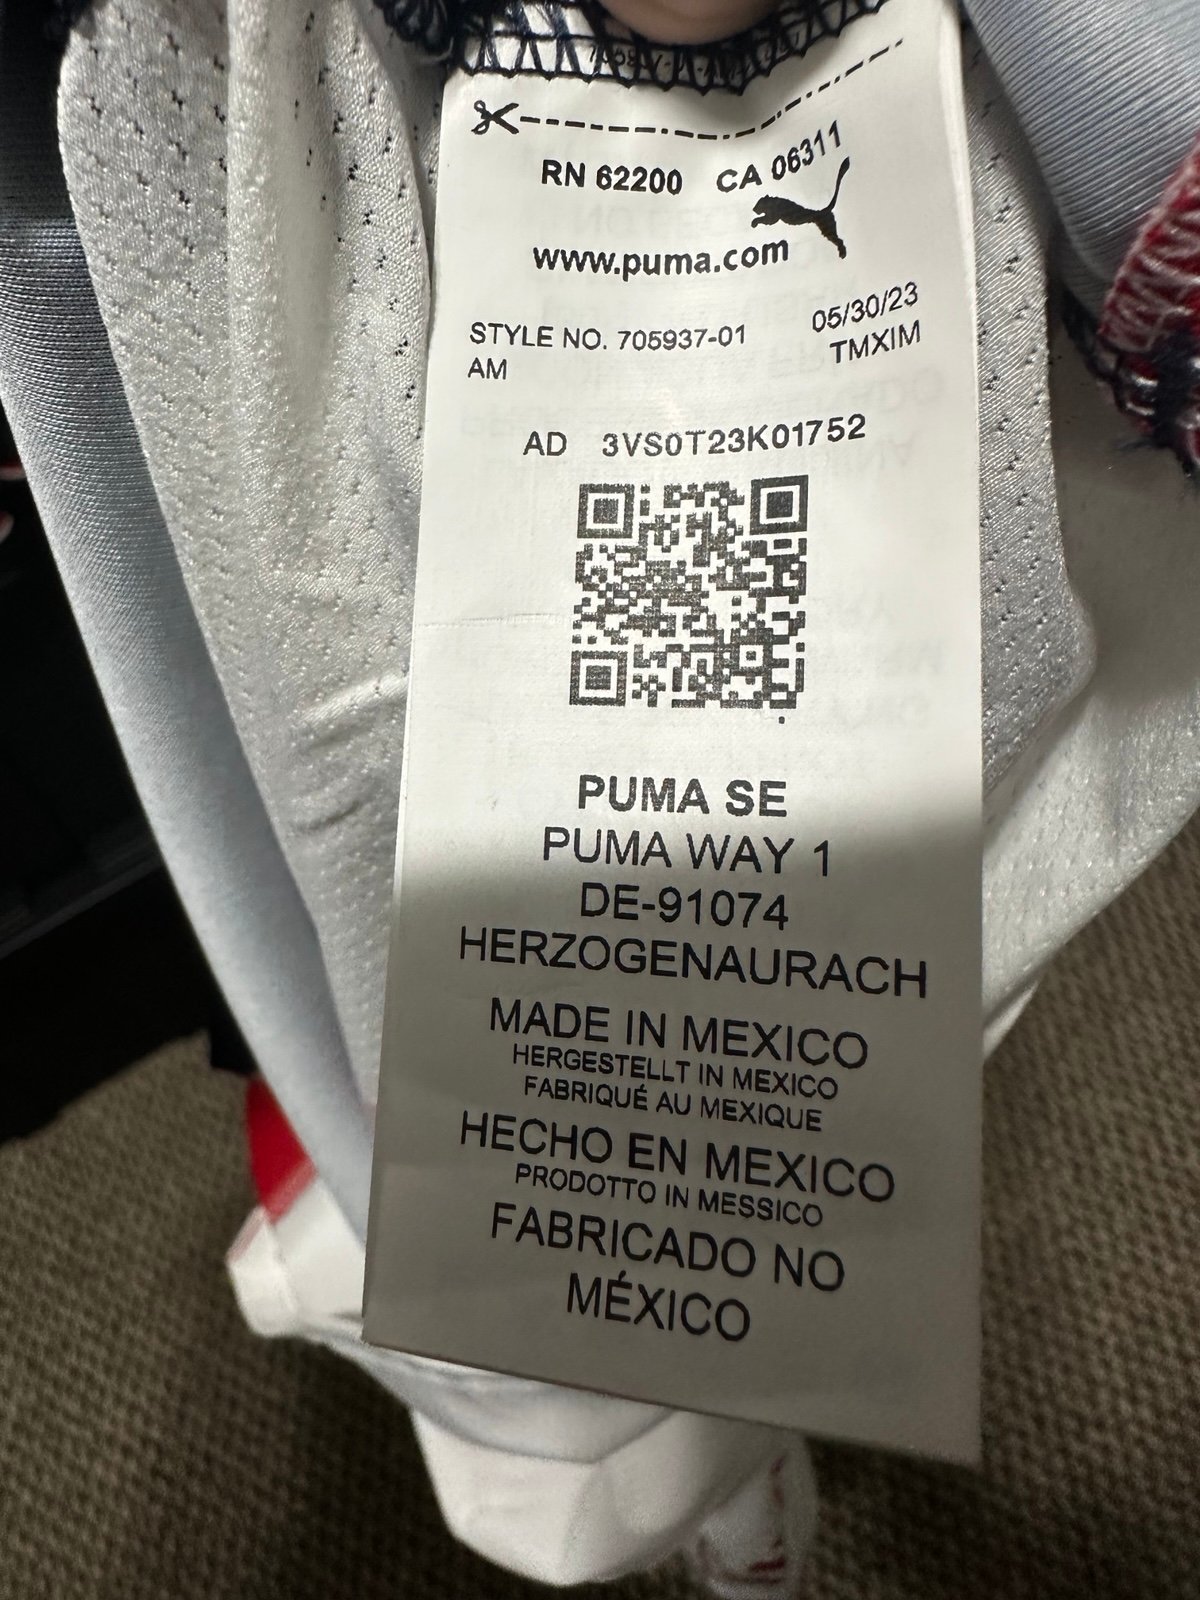 RN 62200 CA 06311
www.puma.com
STYLE NO. 705937-01 05/30/23
AM TMXIM
AD 3VS0T23K01752
PUMA SE
PUMA WAY 1
DE-91074
HERZOGENAURACH
MADE IN MEXICO
HERGESTELLT IN MEXICO
FABRIQUÉ AU MEXIQUE
HECHO EN MEXICO
PRODOTTO IN MESSICO
FABRICADO NO
MÉXICO